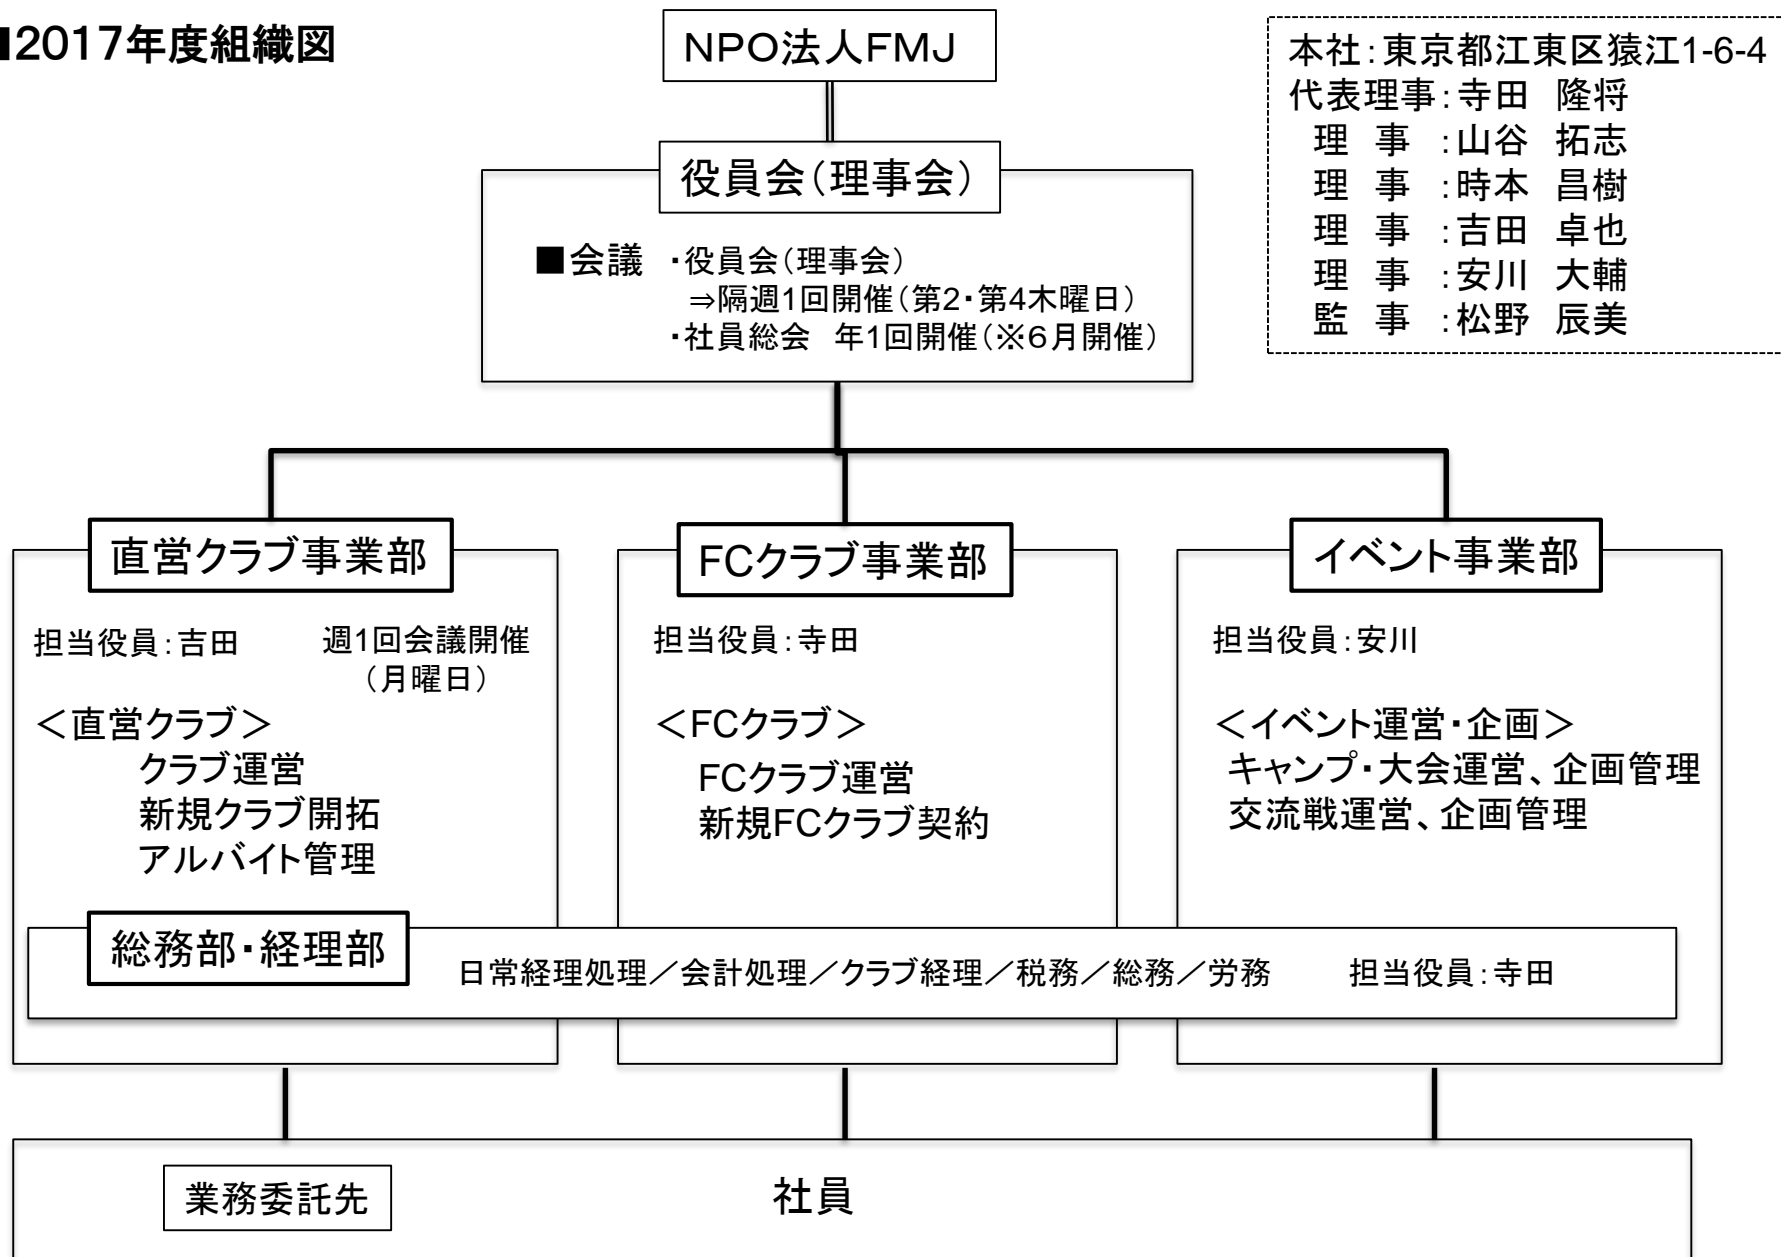 ■2017年度組織図
NPO法人FMJ
本社：東京都江東区猿江1-6-4
代表理事：寺田　隆将
理　事　：山谷　拓志
理　事　：時本　昌樹
理　事　：吉田　卓也
理　事　：安川　大輔
監　事　：松野　辰美
役員会（理事会）
■会議　・役員会（理事会）
⇒隔週1回開催（第2・第4木曜日）
・社員総会　年1回開催（※６月開催）
直営クラブ事業部
担当役員：吉田　週1回会議開催
（月曜日）
＜直営クラブ＞
クラブ運営
新規クラブ開拓
アルバイト管理
FCクラブ事業部
担当役員：寺田
＜FCクラブ＞
FCクラブ運営
新規FCクラブ契約
イベント事業部
担当役員：安川
＜イベント運営・企画＞
キャンプ・大会運営、企画管理
交流戦運営、企画管理
総務部・経理部
日常経理処理／会計処理／クラブ経理／税務／総務／労務　担当役員：寺田
業務委託先
社員